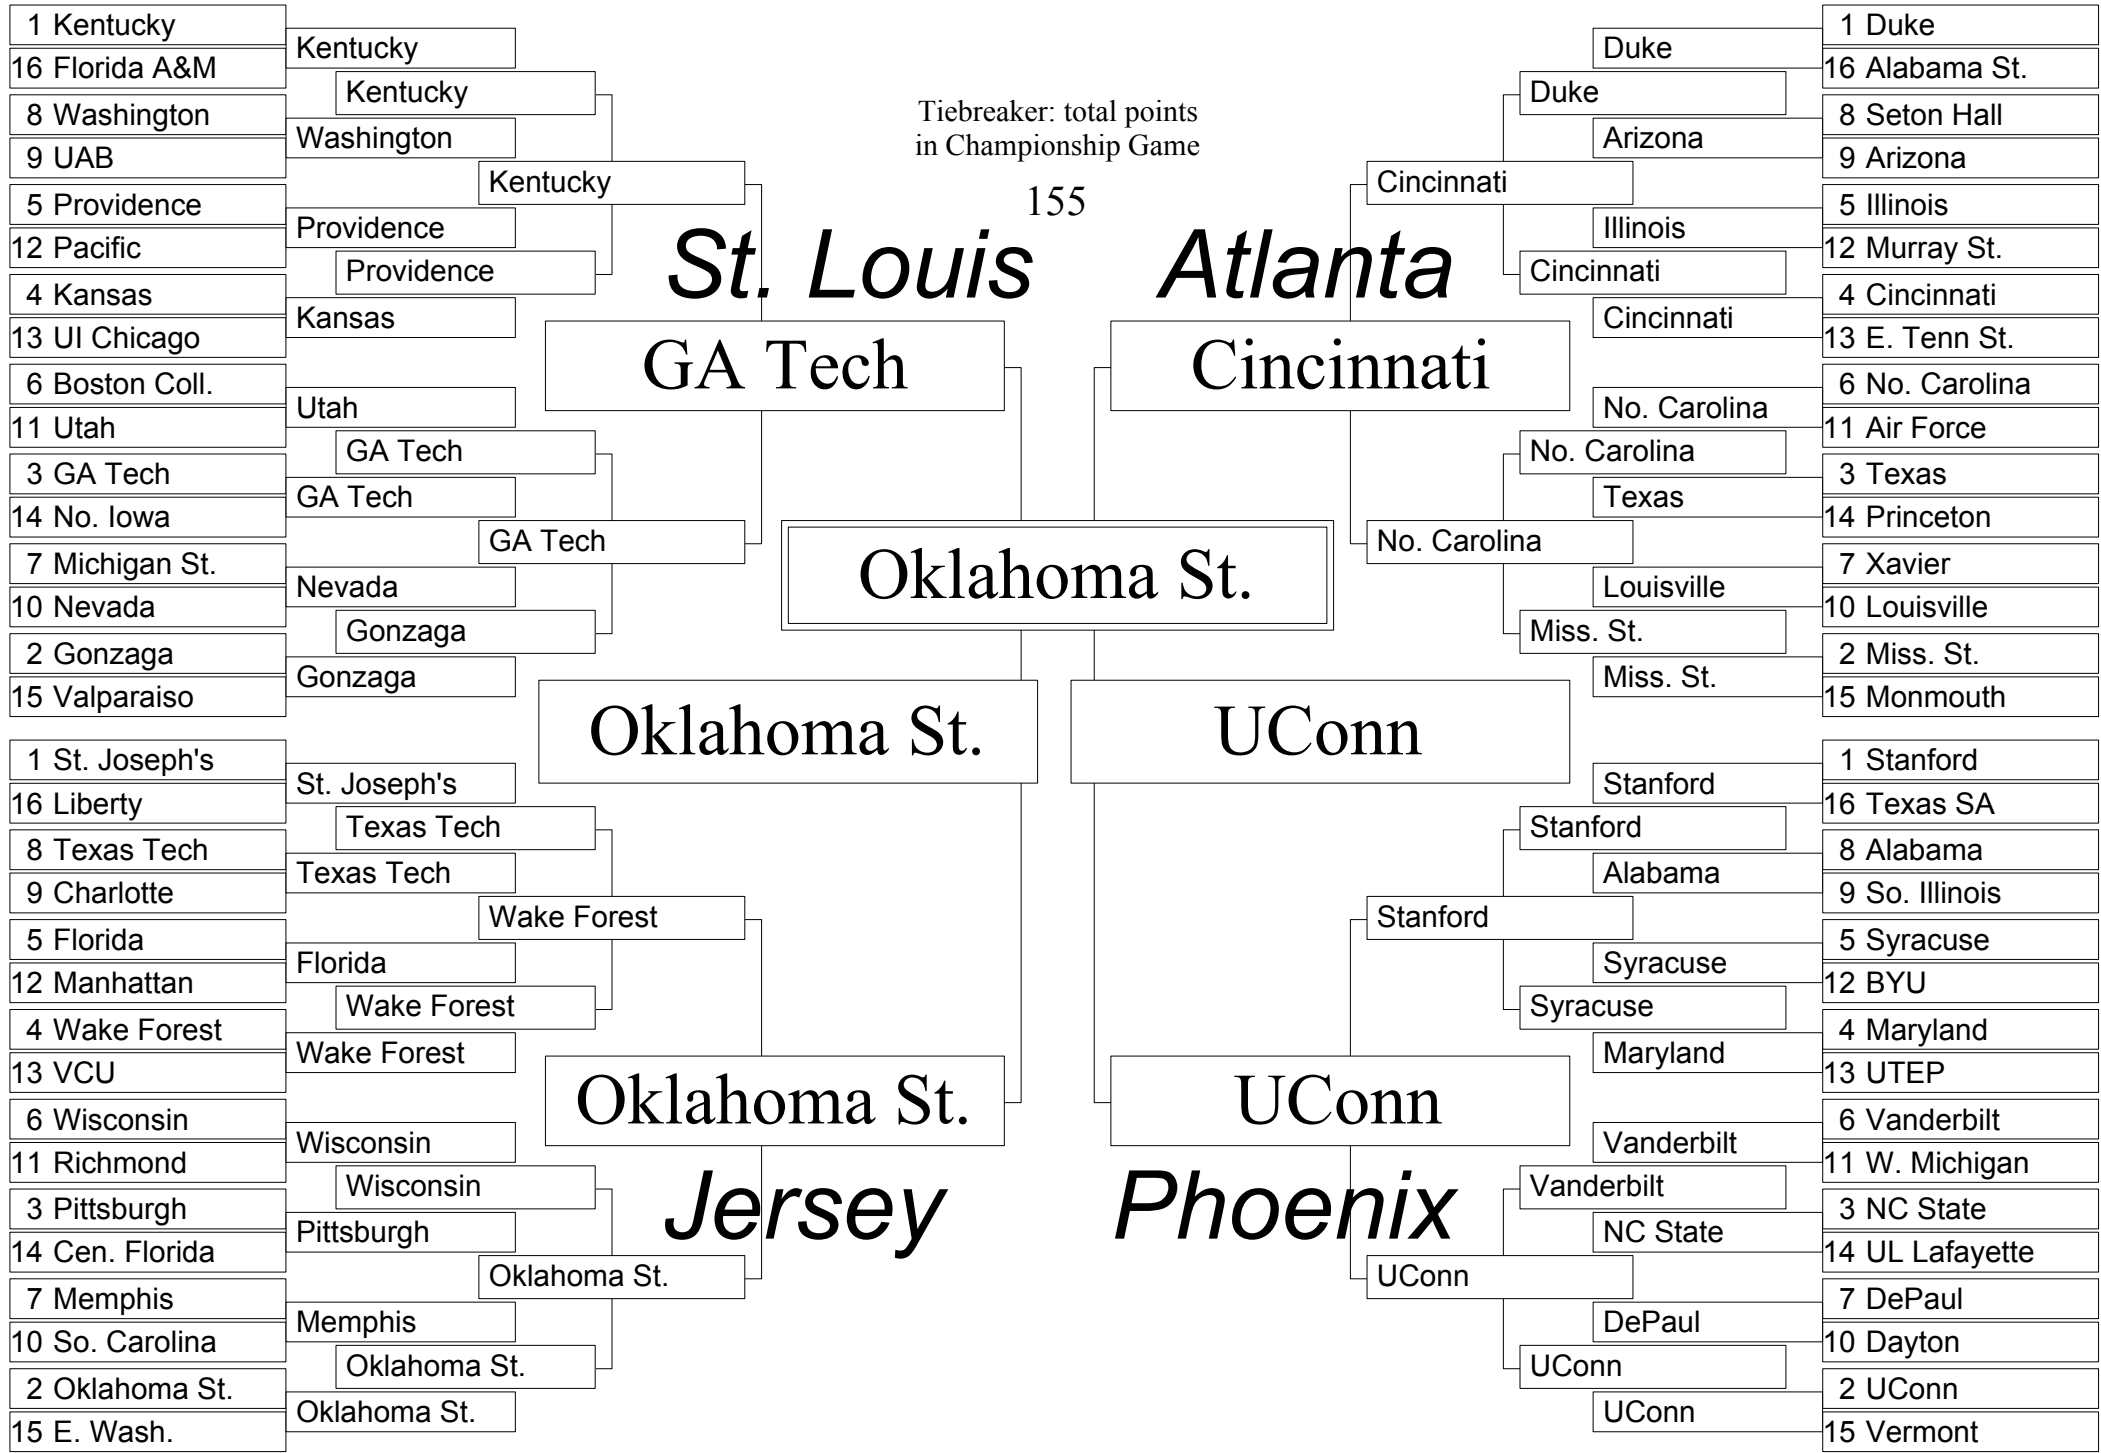 1 Kentucky
16 Florida A&M
8 Washington
9 UAB
5 Providence
12 Pacific
4 Kansas
13 UI Chicago
6 Boston Coll.
11 Utah
3 GA Tech
14 No. Iowa
7 Michigan St.
10 Nevada
2 Gonzaga
15 Valparaiso
1 St. Joseph's
16 Liberty
8 Texas Tech
9 Charlotte
5 Florida
12 Manhattan
4 Wake Forest
13 VCU
6 Wisconsin
11 Richmond
3 Pittsburgh
14 Cen. Florida
7 Memphis
10 So. Carolina
2 Oklahoma St.
15 E. Wash.
Kentucky
Washington
Providence
Kansas
Utah
GA Tech
Nevada
Gonzaga
St. Joseph's
Texas Tech
Florida
Wake Forest
Wisconsin
Pittsburgh
Memphis
Oklahoma St.
Kentucky
Providence
GA Tech
Gonzaga
Texas Tech
Wake Forest
Wisconsin
Oklahoma St.
Kentucky
GA Tech
Wake Forest
Oklahoma St.
St. Louis
GA Tech
Oklahoma St.
Oklahoma St.
Jersey
Tiebreaker: total points
in Championship Game
155
Oklahoma St.
Atlanta
Cincinnati
UConn
UConn
Phoenix
Cincinnati
No. Carolina
Stanford
UConn
Duke
Cincinnati
No. Carolina
Miss. St.
Stanford
Syracuse
Vanderbilt
UConn
Duke
Arizona
Illinois
Cincinnati
No. Carolina
Texas
Louisville
Miss. St.
Stanford
Alabama
Syracuse
Maryland
Vanderbilt
NC State
DePaul
UConn
1 Duke
16 Alabama St.
8 Seton Hall
9 Arizona
5 Illinois
12 Murray St.
4 Cincinnati
13 E. Tenn St.
6 No. Carolina
11 Air Force
3 Texas
14 Princeton
7 Xavier
10 Louisville
2 Miss. St.
15 Monmouth
1 Stanford
16 Texas SA
8 Alabama
9 So. Illinois
5 Syracuse
12 BYU
4 Maryland
13 UTEP
6 Vanderbilt
11 W. Michigan
3 NC State
14 UL Lafayette
7 DePaul
10 Dayton
2 UConn
15 Vermont